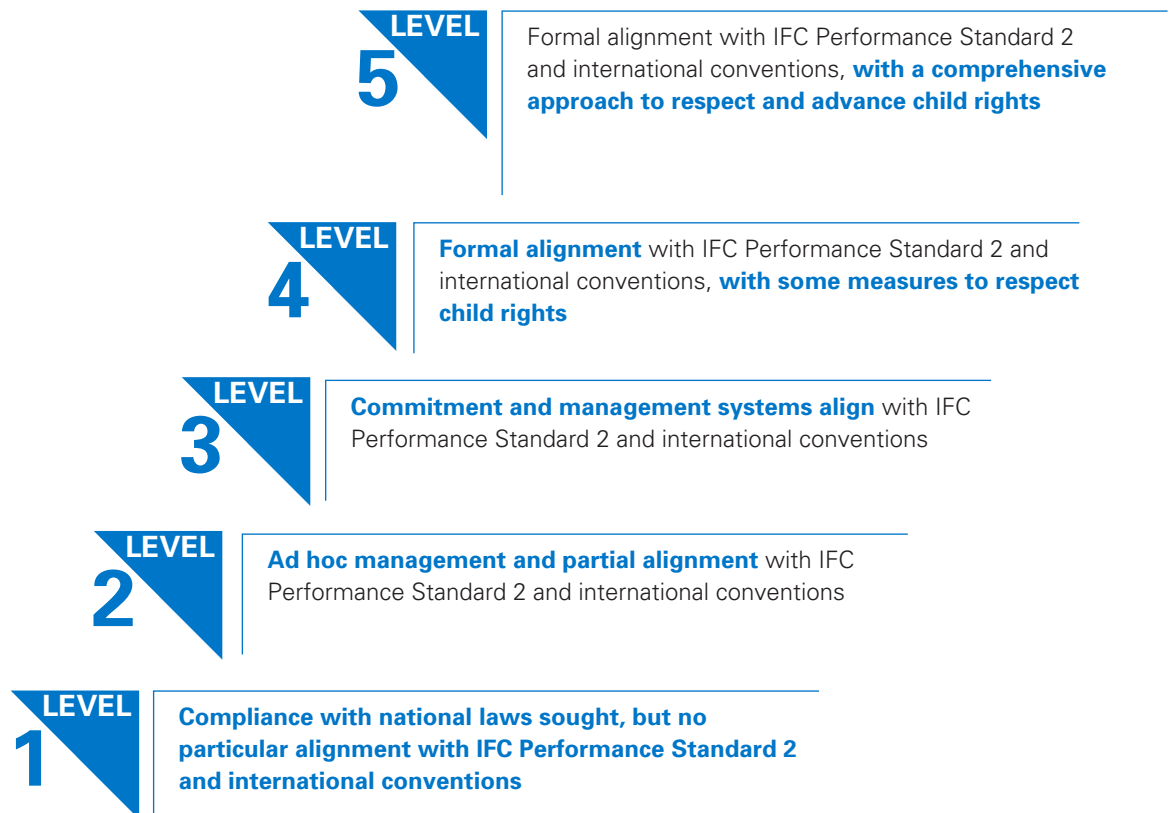 LEVEL
5
Formal alignment with IFC Performance Standard 2
and international conventions, with a comprehensive
approach to respect and advance child rights
LEVEL
4
Formal alignment with IFC Performance Standard 2 and
international conventions, with some measures to respect
child rights
LEVEL
3
Commitment and management systems align with IFC
Performance Standard 2 and international conventions
LEVEL
2
Ad hoc management and partial alignment with IFC
Performance Standard 2 and international conventions
LEVEL
1
Compliance with national laws sought, but no
particular alignment with IFC Performance Standard 2
and international conventions